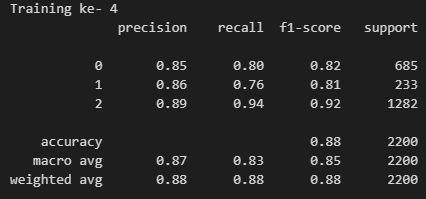 Training ke- 4
precision recall f1-score support
0 0.85 0.80 0.82 685
1 0.86 0.76 0.81 233
2 0.89 0.94 0.92 1282
accuracy 0.88 2200
macro avg 0.87 0.83 0.85 2200
weighted avg 0.88 0.88 0.88 2200